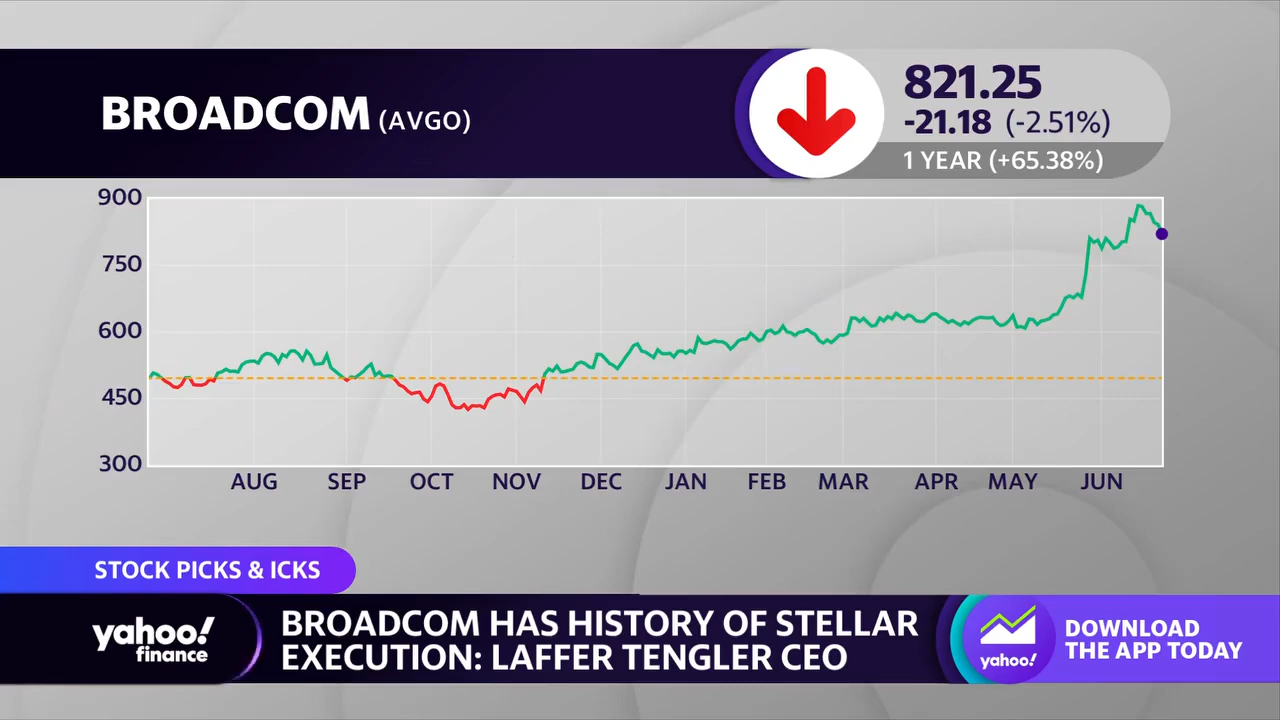 BROADCOM (AVGO)
821.25
-21.18 (-2.51%)
1 YEAR (+65.38%)
900
750
600
450
300
AUG SEP OCT NOV DEC JAN FEB MAR APR MAY JUN
STOCK PICKS & ICKS
yahoo!
finance
BROADCOM HAS HISTORY OF STELLAR
EXECUTION: LAFFER TENGLER CEO
yahoo!
DOWNLOAD
THE APP TODAY